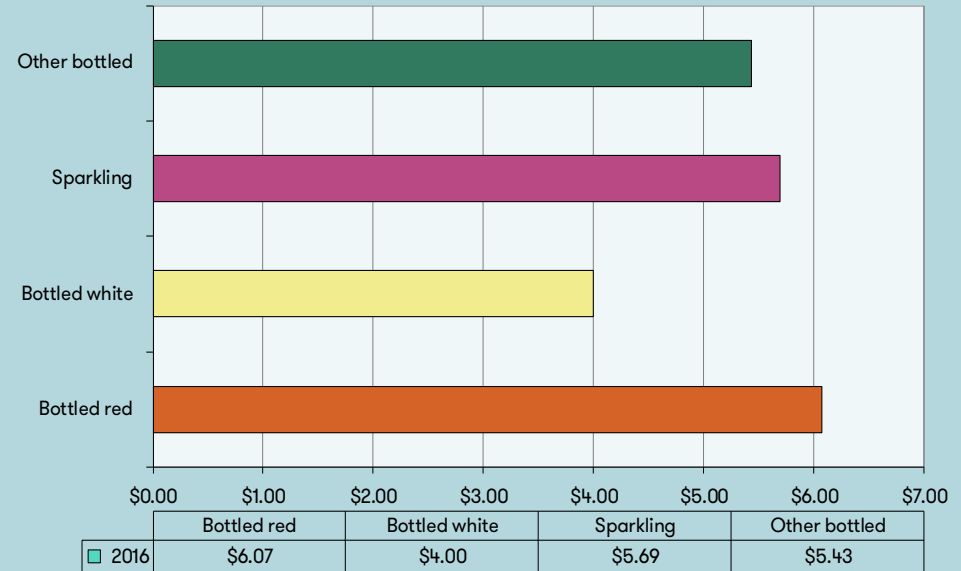 Other bottled
Sparkling
Bottled white
Bottled red
$0.00 $1.00 $2.00 $3.00 $4.00 $5.00 $6.00 $7.00
Bottled red Bottled white Sparkling Other bottled
2016 $6.07 $4.00 $5.69 $5.43